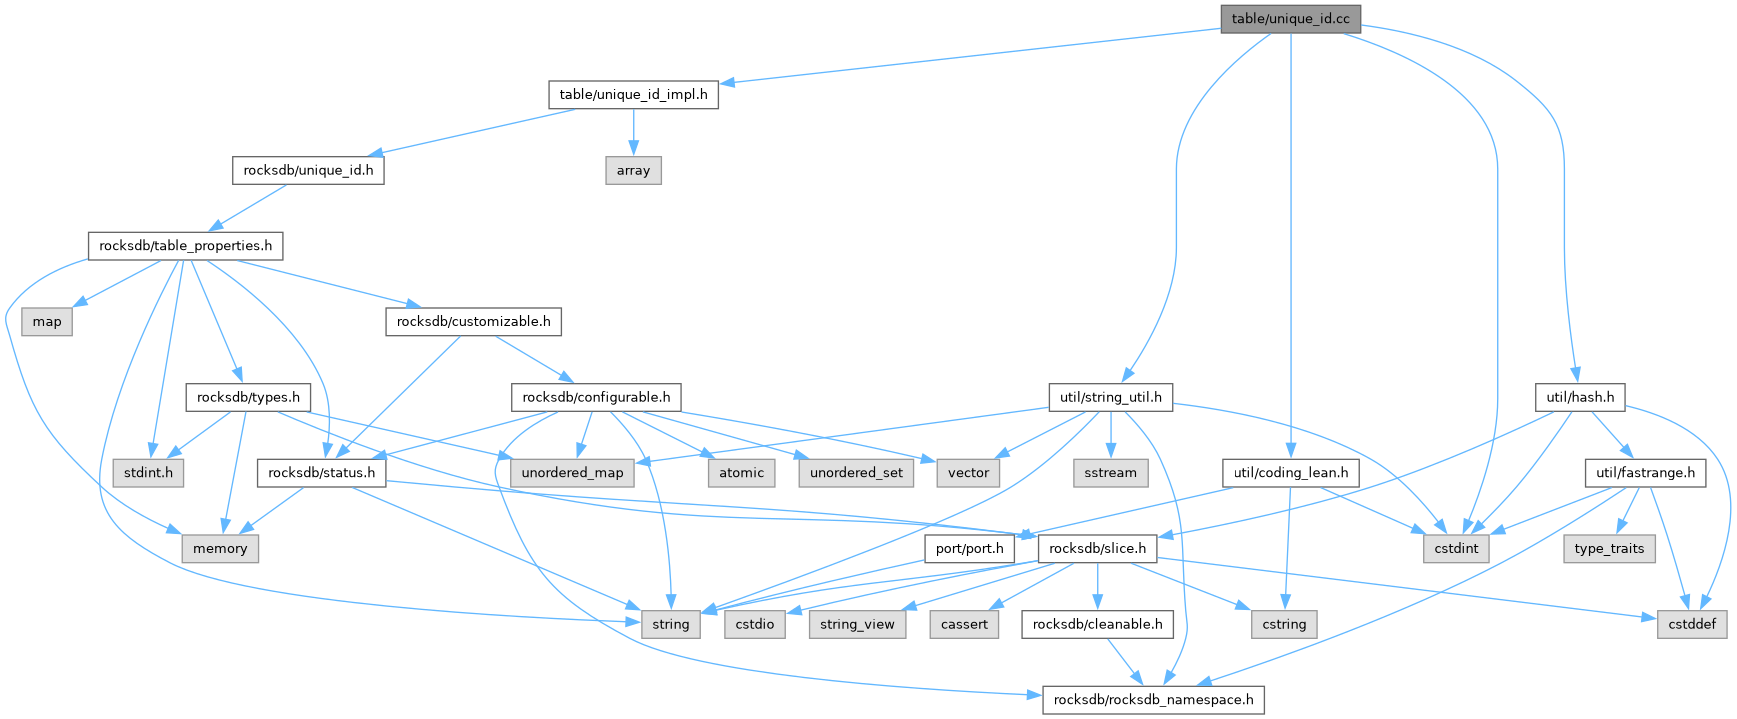 table/unique_id.cc
table/unique_id_impl.h
rocksdb/unique_id.h
array
rocksdb/table_properties.h
map
rocksdb/customizable.h
rocksdb/types.h
rocksdb/configurable.h
util/string_util.h
util/hash.h
stdint.h
rocksdb/status.h
unordered_map
atomic
unordered_set
vector
sstream
util/coding_lean.h
util/fastrange.h
memory
port/port.h
rocksdb/slice.h
cstdint
type_traits
string
cstdio
string_view
cassert
rocksdb/cleanable.h
cstring
cstddef
rocksdb/rocksdb_namespace.h